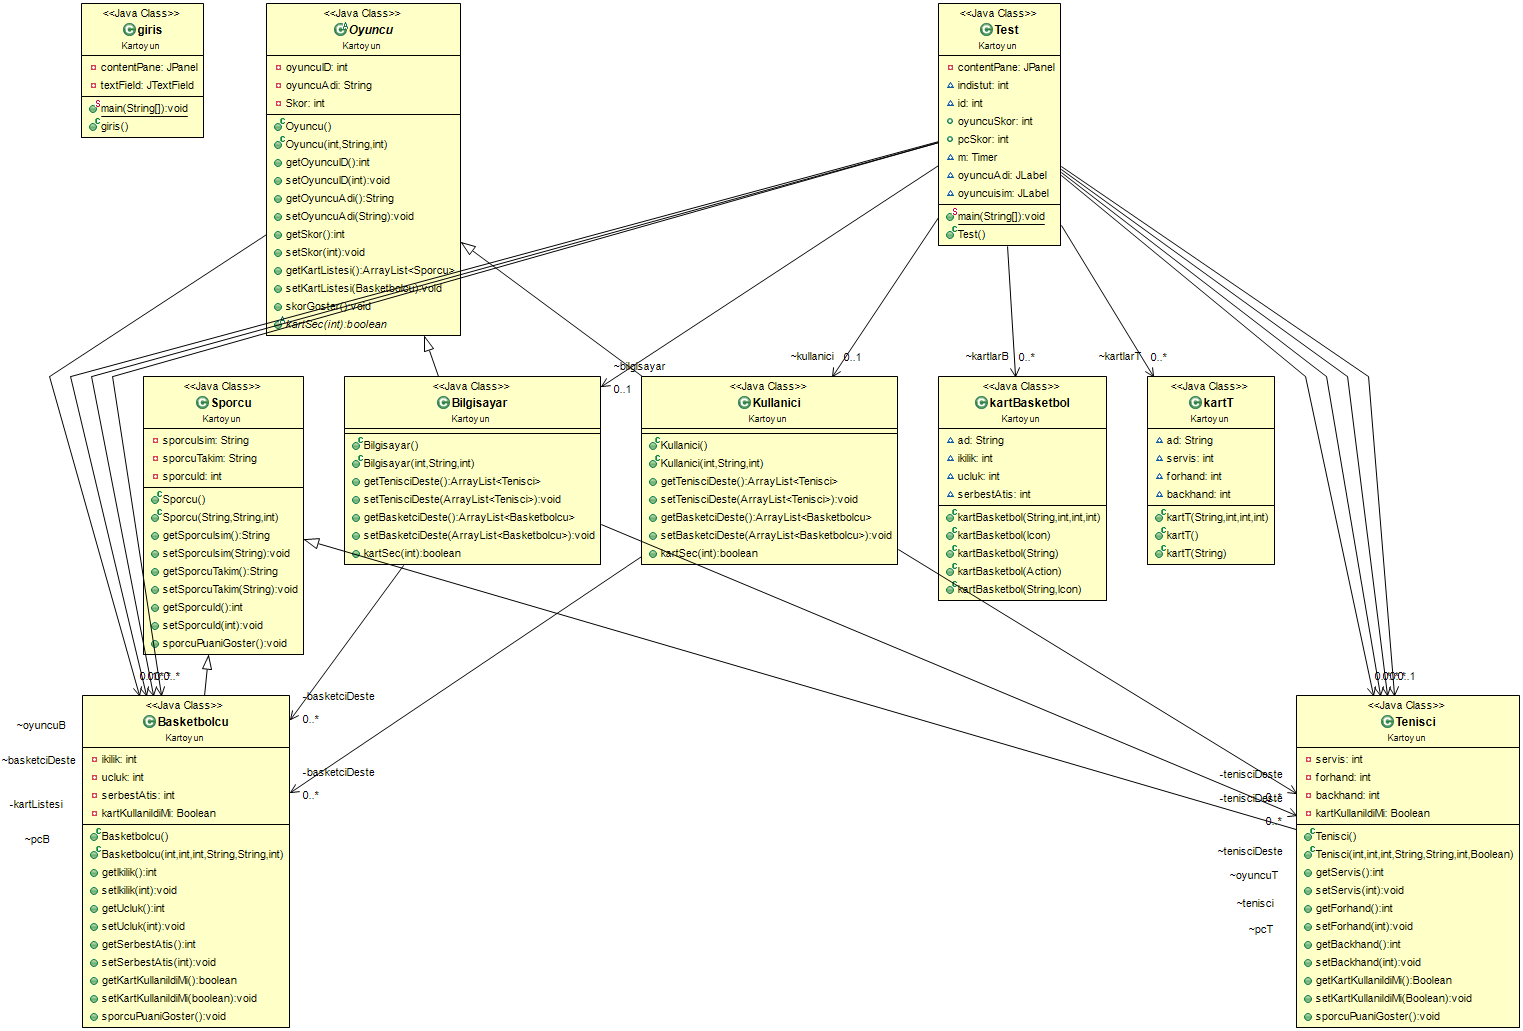 <<Java Class>>
giris
Kartoyun
contentPane: JPanel
textField: JTextField
main(String[]):void
giris()
<<Java Class>>
Oyuncu
Kartoyun
oyuncuID: int
oyuncuAdi: String
Skor: int
Oyuncu()
Oyuncu(int,String,int)
getOyuncuID():int
setOyuncuID(int):void
getOyuncuAdi():String
setOyuncuAdi(String):void
getSkor():int
setSkor(int):void
getKartListesi():ArrayList<Sporcu>
setKartListesi(Basketbolcu):void
skorGoster():void
kartSec(int):boolean
<<Java Class>>
Test
Kartoyun
contentPane: JPanel
indistut: int
id: int
oyuncuSkor: int
pcSkor: int
m: Timer
oyuncuAdi: JLabel
oyuncuisim: JLabel
main(String[]):void
Test()
~bilgisayar
0..1
~kullanici 0..1
~kartlarB 0..*
~kartlarT 0..*
<<Java Class>>
Sporcu
Kartoyun
sporcuIsim: String
sporcuTakim: String
sporcuId: int
Sporcu()
Sporcu(String,String,int)
getSporcuIsim():String
setSporcuIsim(String):void
getSporcuTakim():String
setSporcuTakim(String):void
getSporcuId():int
setSporcuId(int):void
sporcuPuaniGoster():void
<<Java Class>>
Bilgisayar
Kartoyun
Bilgisayar()
Bilgisayar(int,String,int)
getTenisciDeste():ArrayList<Tenisci>
setTenisciDeste(ArrayList<Tenisci>):void
getBasketciDeste():ArrayList<Basketbolcu>
setBasketciDeste(ArrayList<Basketbolcu>):void
kartSec(int):boolean
<<Java Class>>
Kullanici
Kartoyun
Kullanici()
Kullanici(int,String,int)
getTenisciDeste():ArrayList<Tenisci>
setTenisciDeste(ArrayList<Tenisci>):void
getBasketciDeste():ArrayList<Basketbolcu>
setBasketciDeste(ArrayList<Basketbolcu>):void
kartSec(int):boolean
<<Java Class>>
kartBasketbol
Kartoyun
ad: String
ikilik: int
ucluk: int
serbestAtis: int
kartBasketbol(String,int,int,int)
kartBasketbol(Icon)
kartBasketbol(String)
kartBasketbol(Action)
kartBasketbol(String,Icon)
<<Java Class>>
kartT
Kartoyun
ad: String
servis: int
forhand: int
backhand: int
kartT(String,int,int,int)
kartT()
kartT(String)
~oyuncuB
~basketciDeste
-kartListesi
~pcB
<<Java Class>>
Basketbolcu
Kartoyun
ikilik: int
ucluk: int
serbestAtis: int
kartKullanildiMi: Boolean
Basketbolcu()
Basketbolcu(int,int,int,String,String,int)
getIkilik():int
setIkilik(int):void
getUcluk():int
setUcluk(int):void
getSerbestAtis():int
setSerbestAtis(int):void
getKartKullanildiMi():boolean
setKartKullanildiMi(boolean):void
sporcuPuaniGoster():void
-basketciDeste
0..*
-basketciDeste
0..*
-tenisciDeste
-tenisciDeste
0..*
~tenisciDeste
~oyuncuT
~tenisci
~pcT
<<Java Class>>
Tenisci
Kartoyun
servis: int
forhand: int
backhand: int
kartKullanildiMi: Boolean
Tenisci()
Tenisci(int,int,int,String,String,int,Boolean)
getServis():int
setServis(int):void
getForhand():int
setForhand(int):void
getBackhand():int
setBackhand(int):void
getKartKullanildiMi():Boolean
setKartKullanildiMi(Boolean):void
sporcuPuaniGoster():void